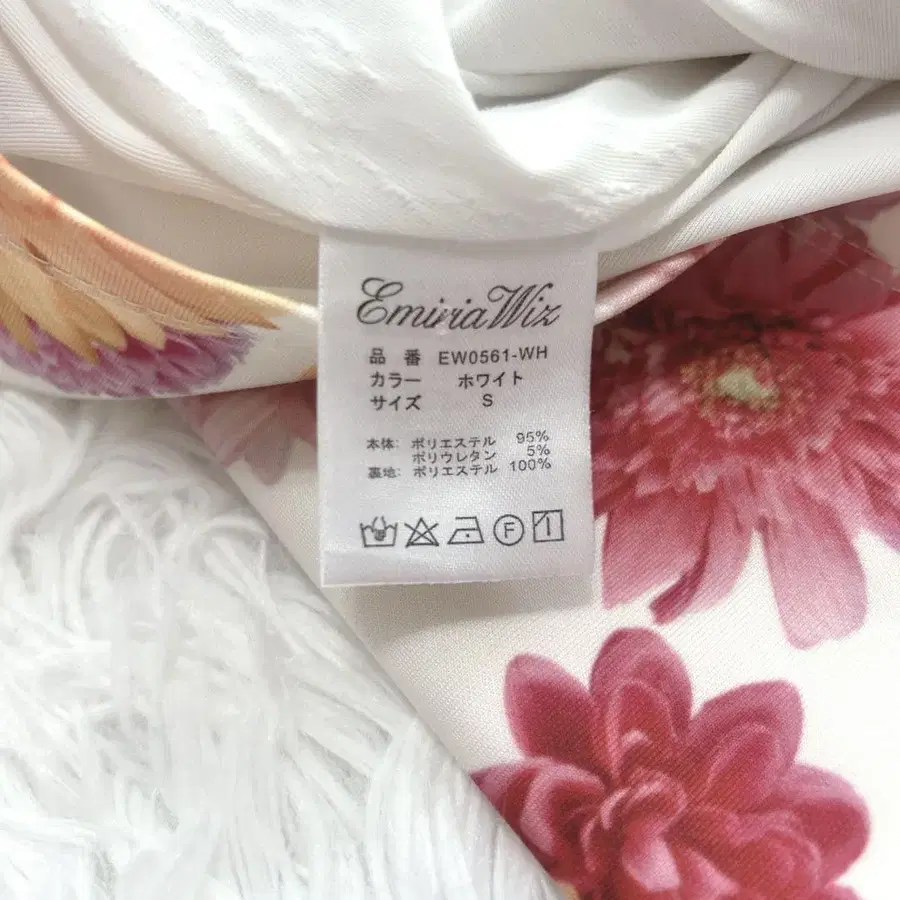 EmiriaWiz
品 番 EW0561-WH
カラー ホワイト
サイズ S
本体: ポリエステル 95%
ポリウレタン 5%
裏地: ポリエステル 100%
F